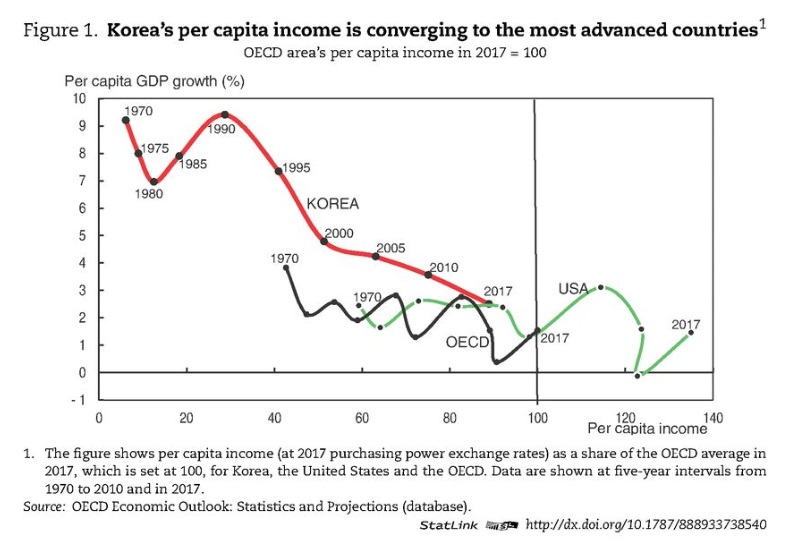 Figure 1. Korea's per capita income is converging to the most advanced countries1
OECD area's per capita income in 2017 = 100
Per capita GDP growth (%)
10
9
8
7
6
5
4
3
2
1
0
- 1
1970
1975
1980
1985
1990
1995
KOREA
2000
2005
2010
2017
1970
1970
OECD
USA
2017
2017
0
20
40
60
80
100
120
140
Per capita income
1. The figure shows per capita income (at 2017 purchasing power exchange rates) as a share of the OECD average in
2017, which is set at 100, for Korea, the United States and the OECD. Data are shown at five-year intervals from
1970 to 2010 and in 2017.
Source: OECD Economic Outlook: Statistics and Projections (database).
StatLink http://dx.doi.org/10.1787/888933738540